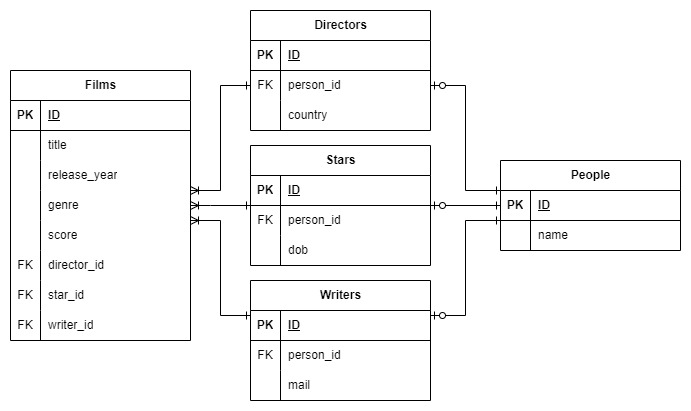 Films
PK ID
title
release_year
genre
score
FK director_id
FK star_id
FK writer_id
Directors
PK ID
FK person_id
country
Stars
PK ID
FK person_id
dob
Writers
PK ID
FK person_id
mail
People
PK ID
name